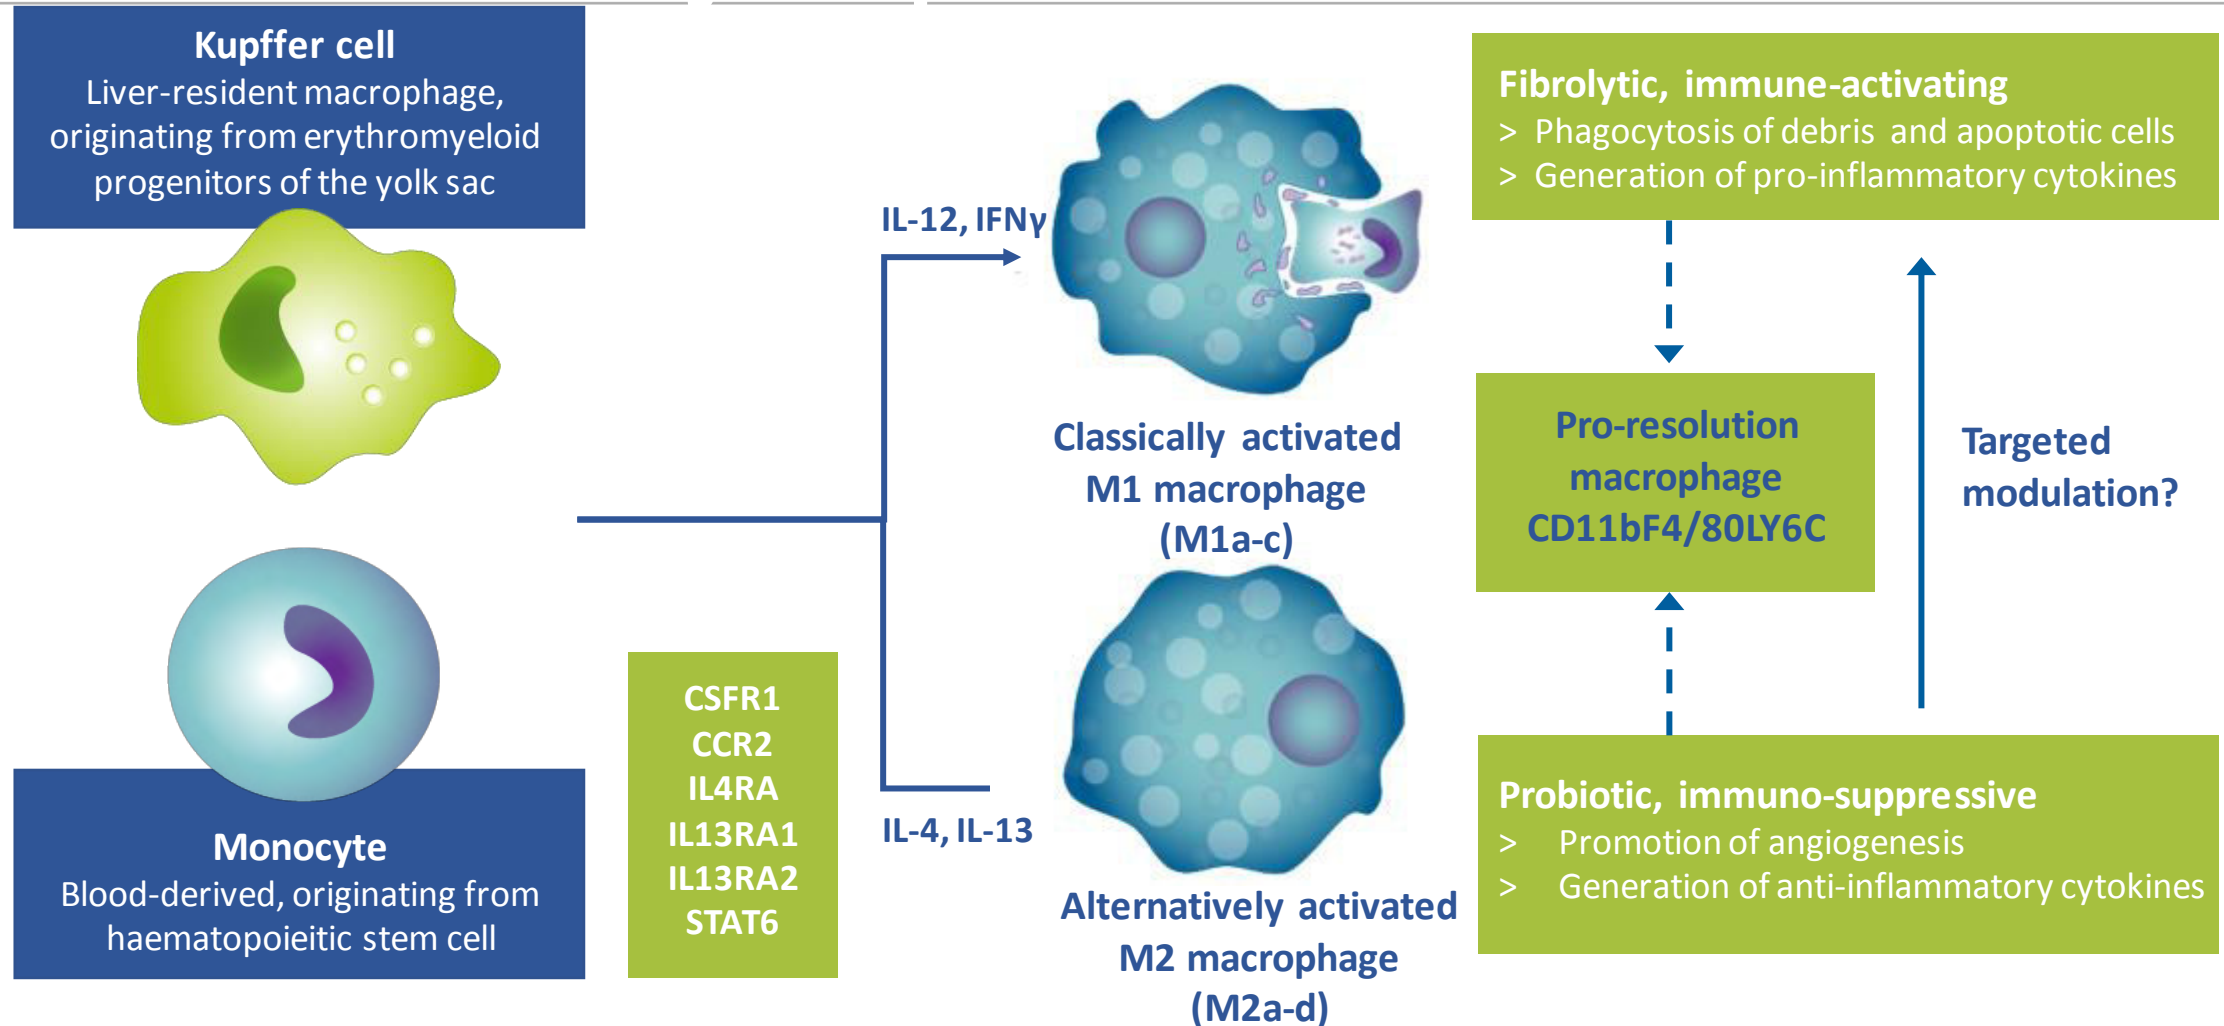 Kupffer cell
Liver-resident macrophage,
originating from erythromyeloid
progenitors of the yolk sac
Monocyte
Blood-derived, originating from
haematopoieitic stem cell
CSFR1
CCR2
IL4RA
IL13RA1
IL13RA2
STAT6
IL-12, IFNγ
IL-4, IL-13
Classically activated
M1 macrophage
(M1a-c)
Alternatively activated
M2 macrophage
(M2a-d)
Fibrolytic, immune-activating
> Phagocytosis of debris and apoptotic cells
> Generation of pro-inflammatory cytokines
Pro-resolution
macrophage
CD11bF4/80LY6C
Targeted
modulation?
Probiotic, immuno-suppressive
> Promotion of angiogenesis
> Generation of anti-inflammatory cytokines